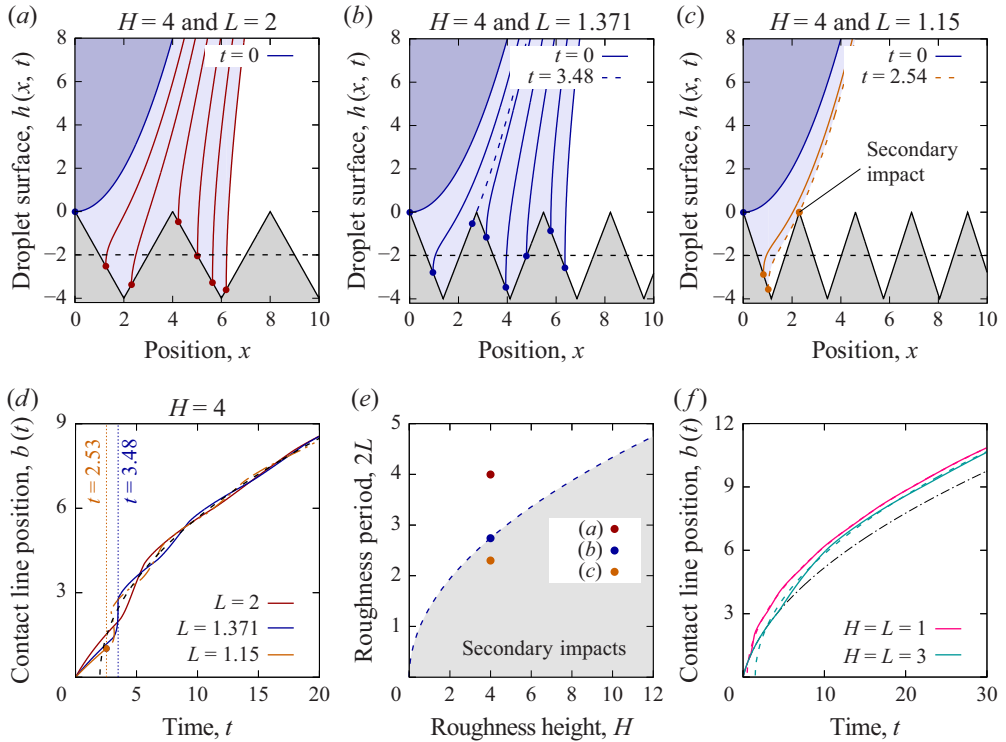 (a) H = 4 and L = 2
(b) H = 4 and L = 1.371
(c) H = 4 and L = 1.15
8
6
4
2
0
−2
−4
0 2 4 6 8 10
Droplet surface, h (x, t)
Position, x
t = 0
8
6
4
2
0
−2
−4
0 2 4 6 8 10
Droplet surface, h (x, t)
Position, x
t = 0
t = 3.48
8
6
4
2
0
−2
−4
0 2 4 6 8 10
Droplet surface, h (x, t)
Position, x
t = 0
t = 2.54
Secondary
impact
(d) H = 4
9
6
3
0 5 10 15 20
Contact line position, b (t)
Time, t
t = 2.53
t = 3.48
L = 2
L = 1.371
L = 1.15
(e)
5
4
3
2
1
0 2 4 6 8 10 12
Roughness period, 2L
Roughness height, H
(a)
(b)
(c)
Secondary impacts
(f)
12
9
6
3
0 10 20 30
Contact line position, b (t)
Time, t
H = L = 1
H = L = 3